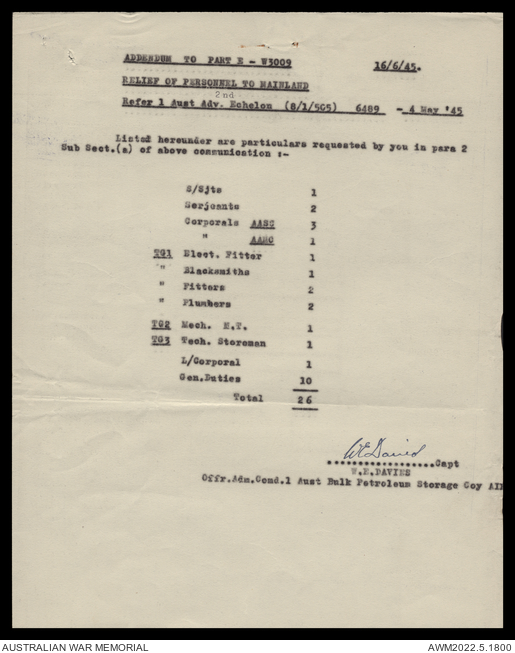 ADDENDUM TO PART E - W3009
16/6/45.
RELIEF OF PERSONNEL TO MAINLAND
2nd
Refer 1 Aust Adv. Echelon (8/1/505) 6489 - 4 May '45
Listed hereunder are particulars requested by you in para 2
Sub Sect.(a) of above communication :-
S/Sjts 1
Serjeants 2
Corporals AASC 3
" AAMC 1
TG1 Elect. Fitter 1
" Blacksmiths 1
" Fitters 2
" Plumbers 2
TG2 Mech. M.T. 1
TG3 Tech. Storeman 1
L/Corporal 1
Gen.Duties 10
Total 26
WE Davies
..................Capt
W.E.DAVIES
Offr.Adm.Comd.1 Aust Bulk Petroleum Storage Coy AIF
AUSTRALIAN WAR MEMORIAL
AWM2022.5.1800